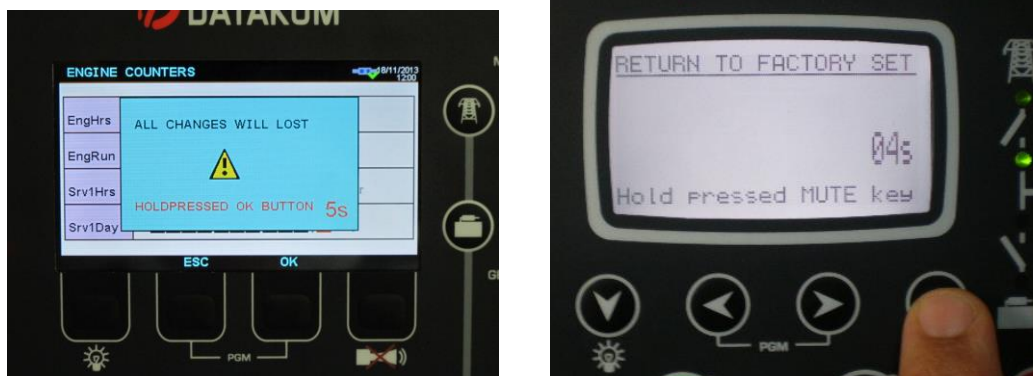 DATAKOM
ENGINE COUNTERS
18/11/2013
12:00
EngHrs
ALL CHANGES WILL LOST
EngRun
Srv1Hrs
HOLDPRESSED OK BUTTON 5s
Srv1Day
ESC OK
PGM
RETURN TO FACTORY SET
04s
Hold pressed MUTE key
PGM